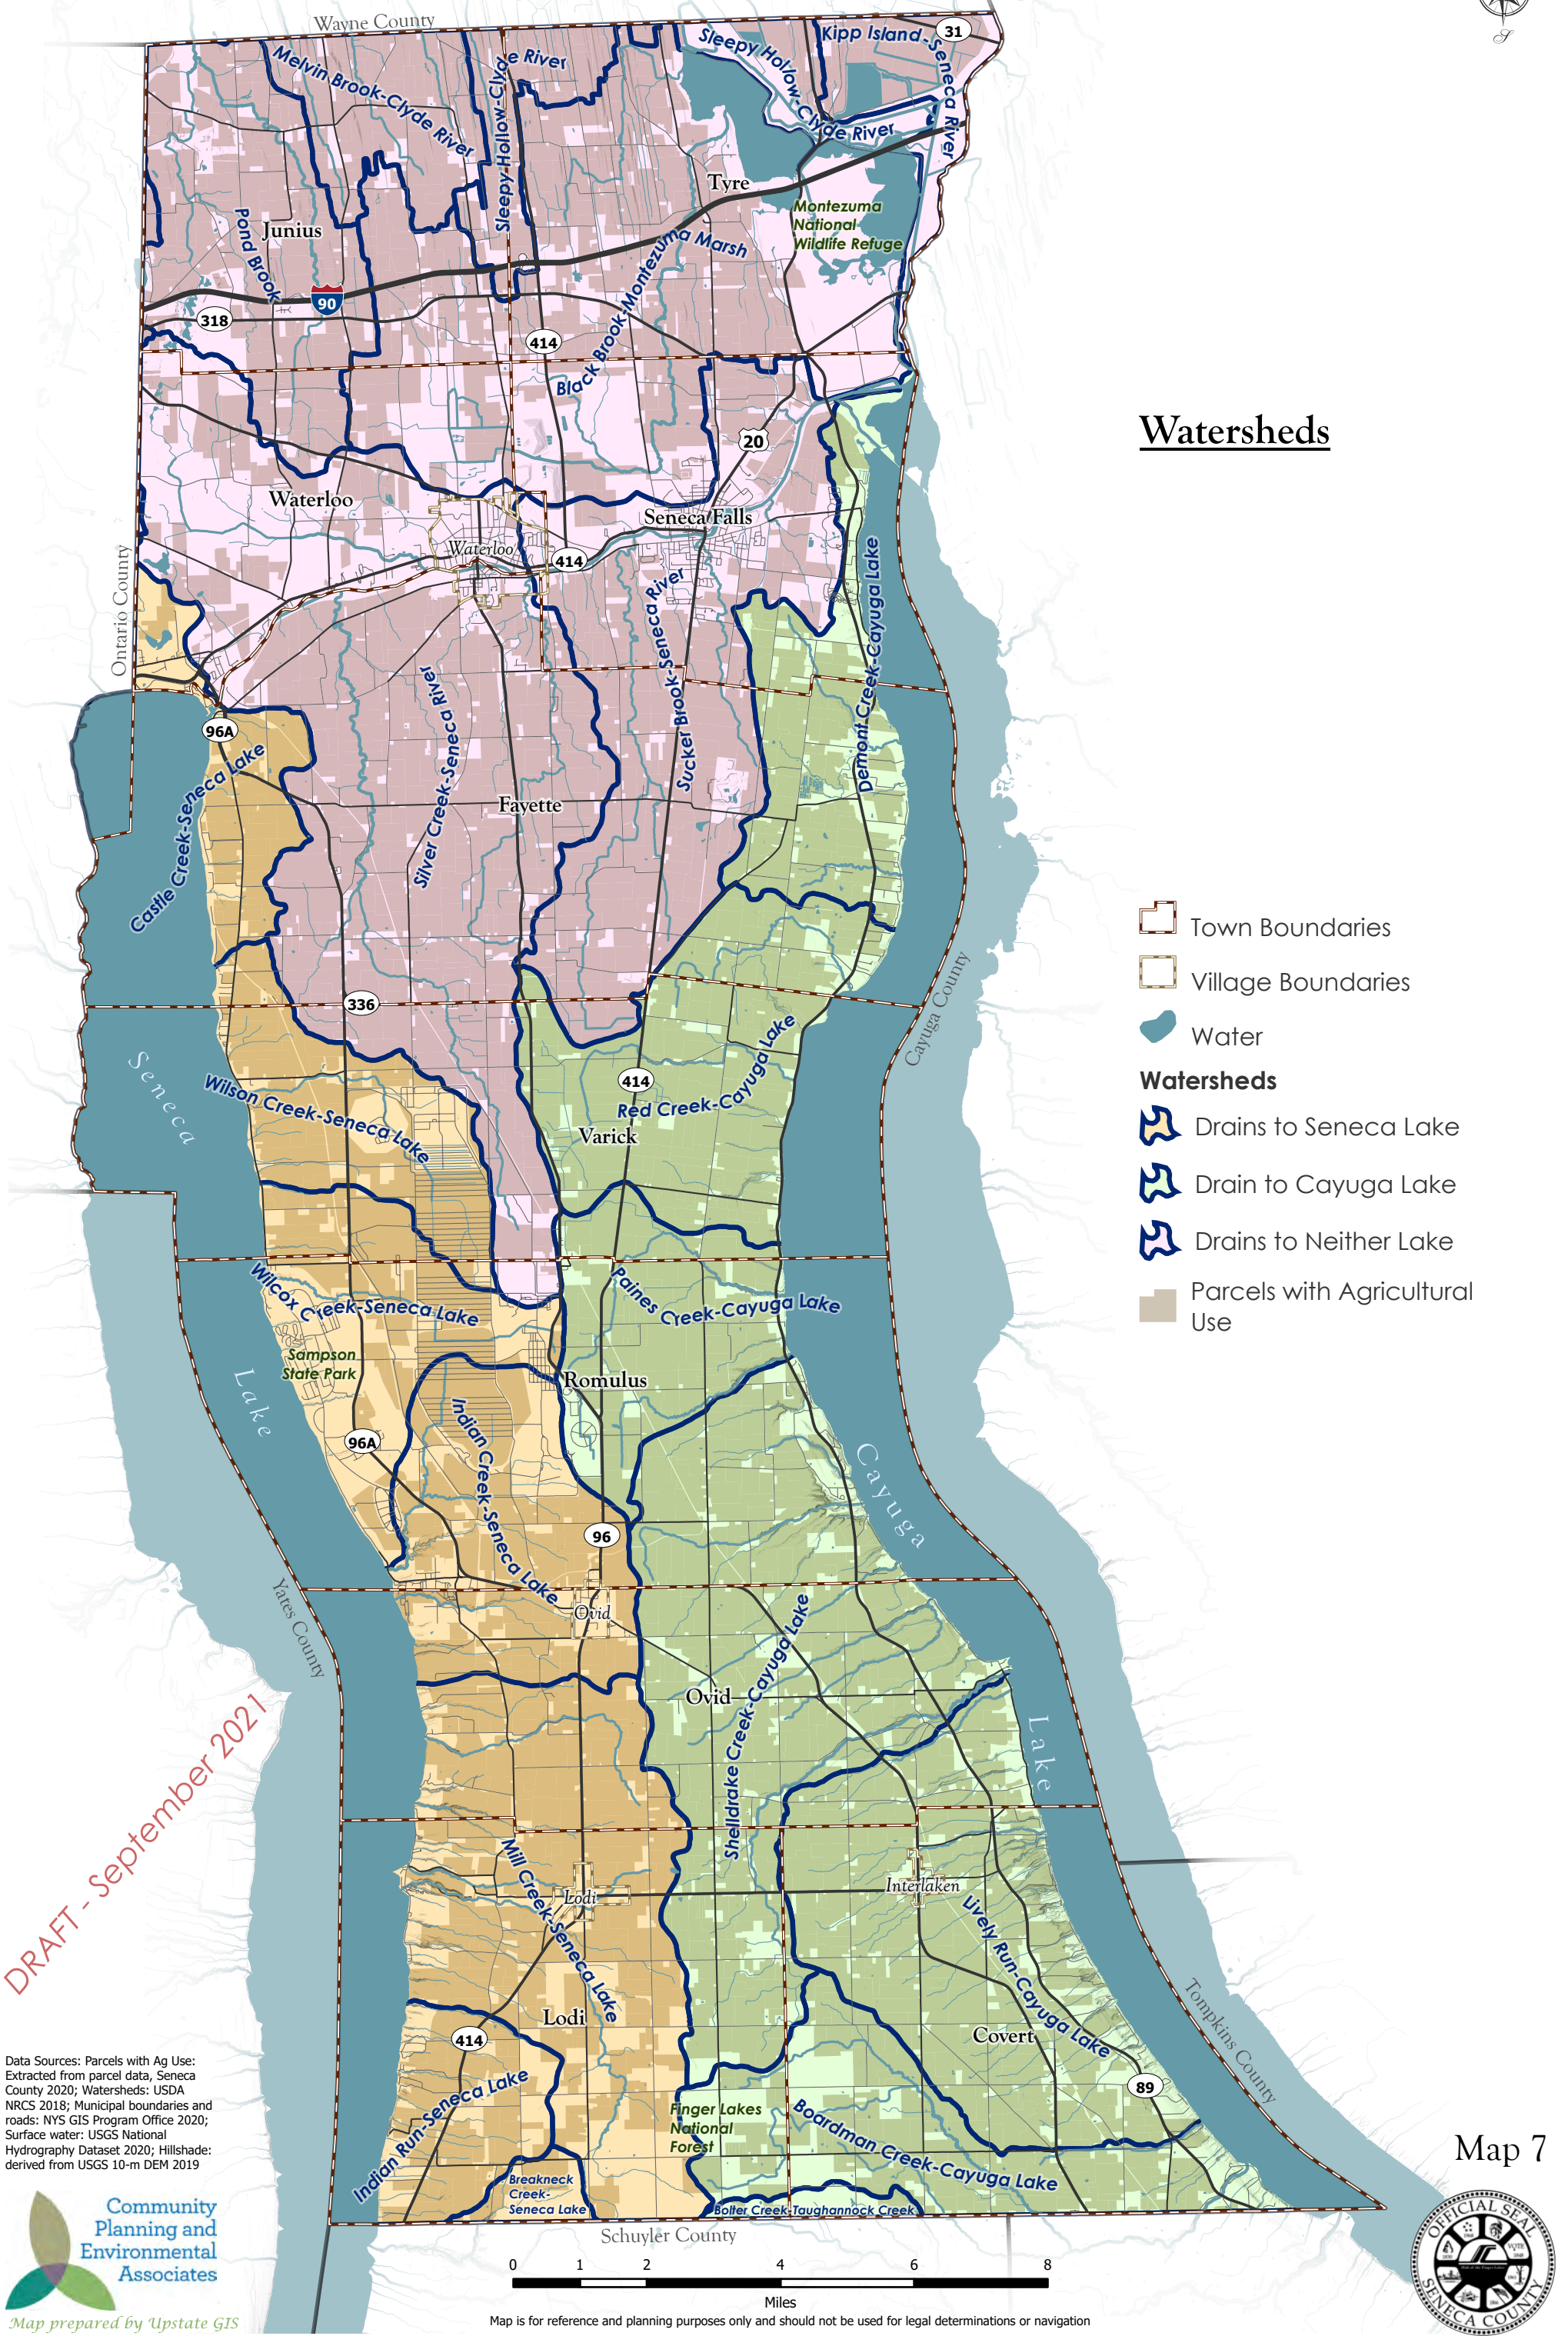 Wayne County
S
31
Kipp Island-Seneca River
Sleepy Hollow-Clyde River
Melvin Brook-Clyde River
Sleepy Hollow-Clyde River
Tyre
Montezuma
National
Wildlife Refuge
Junius
Pond Brook
Black Brook-Montezuma Marsh
90
318
414
20
Watersheds
Waterloo
Seneca Falls
Waterloo
414
Ontario County
Demont Creek-Cayuga Lake
Sucker Brook-Seneca River
Silver Creek-Seneca River
96A
Castle Creek-Seneca Lake
Fayette
Town Boundaries
Village Boundaries
Water
Watersheds
Drains to Seneca Lake
Drain to Cayuga Lake
Drains to Neither Lake
Parcels with Agricultural
Use
336
Cayuga County
Seneca
Wilson Creek-Seneca Lake
414
Red Creek-Cayuga Lake
Varick
Wilcox Creek-Seneca Lake
Paines Creek-Cayuga Lake
Sampson
State Park
Romulus
Lake
96A
Indian Creek-Seneca Lake
Cayuga
96
Yates County
Ovid
Ovid
Sheldrake Creek-Cayuga Lake
Lake
DRAFT - September 2021
Mill Creek-Seneca Lake
Lodi
Interlaken
Lively Run-Cayuga Lake
Lodi
414
Covert
Tompkins County
89
Indian Run-Seneca Lake
Finger Lakes
National
Forest
Boardman Creek-Cayuga Lake
Breakneck
Creek-
Seneca Lake
Bolter Creek-Taughannock Creek
Schuyler County
Data Sources: Parcels with Ag Use:
Extracted from parcel data, Seneca
County 2020; Watersheds: USDA
NRCS 2018; Municipal boundaries and
roads: NYS GIS Program Office 2020;
Surface water: USGS National
Hydrography Dataset 2020; Hillshade:
derived from USGS 10-m DEM 2019
Community
Planning and
Environmental
Associates
Map prepared by Upstate GIS
0 1 2 4 6 8
Miles
Map is for reference and planning purposes only and should not be used for legal determinations or navigation
Map 7
OFFICIAL SEAL
SENECA COUNTY